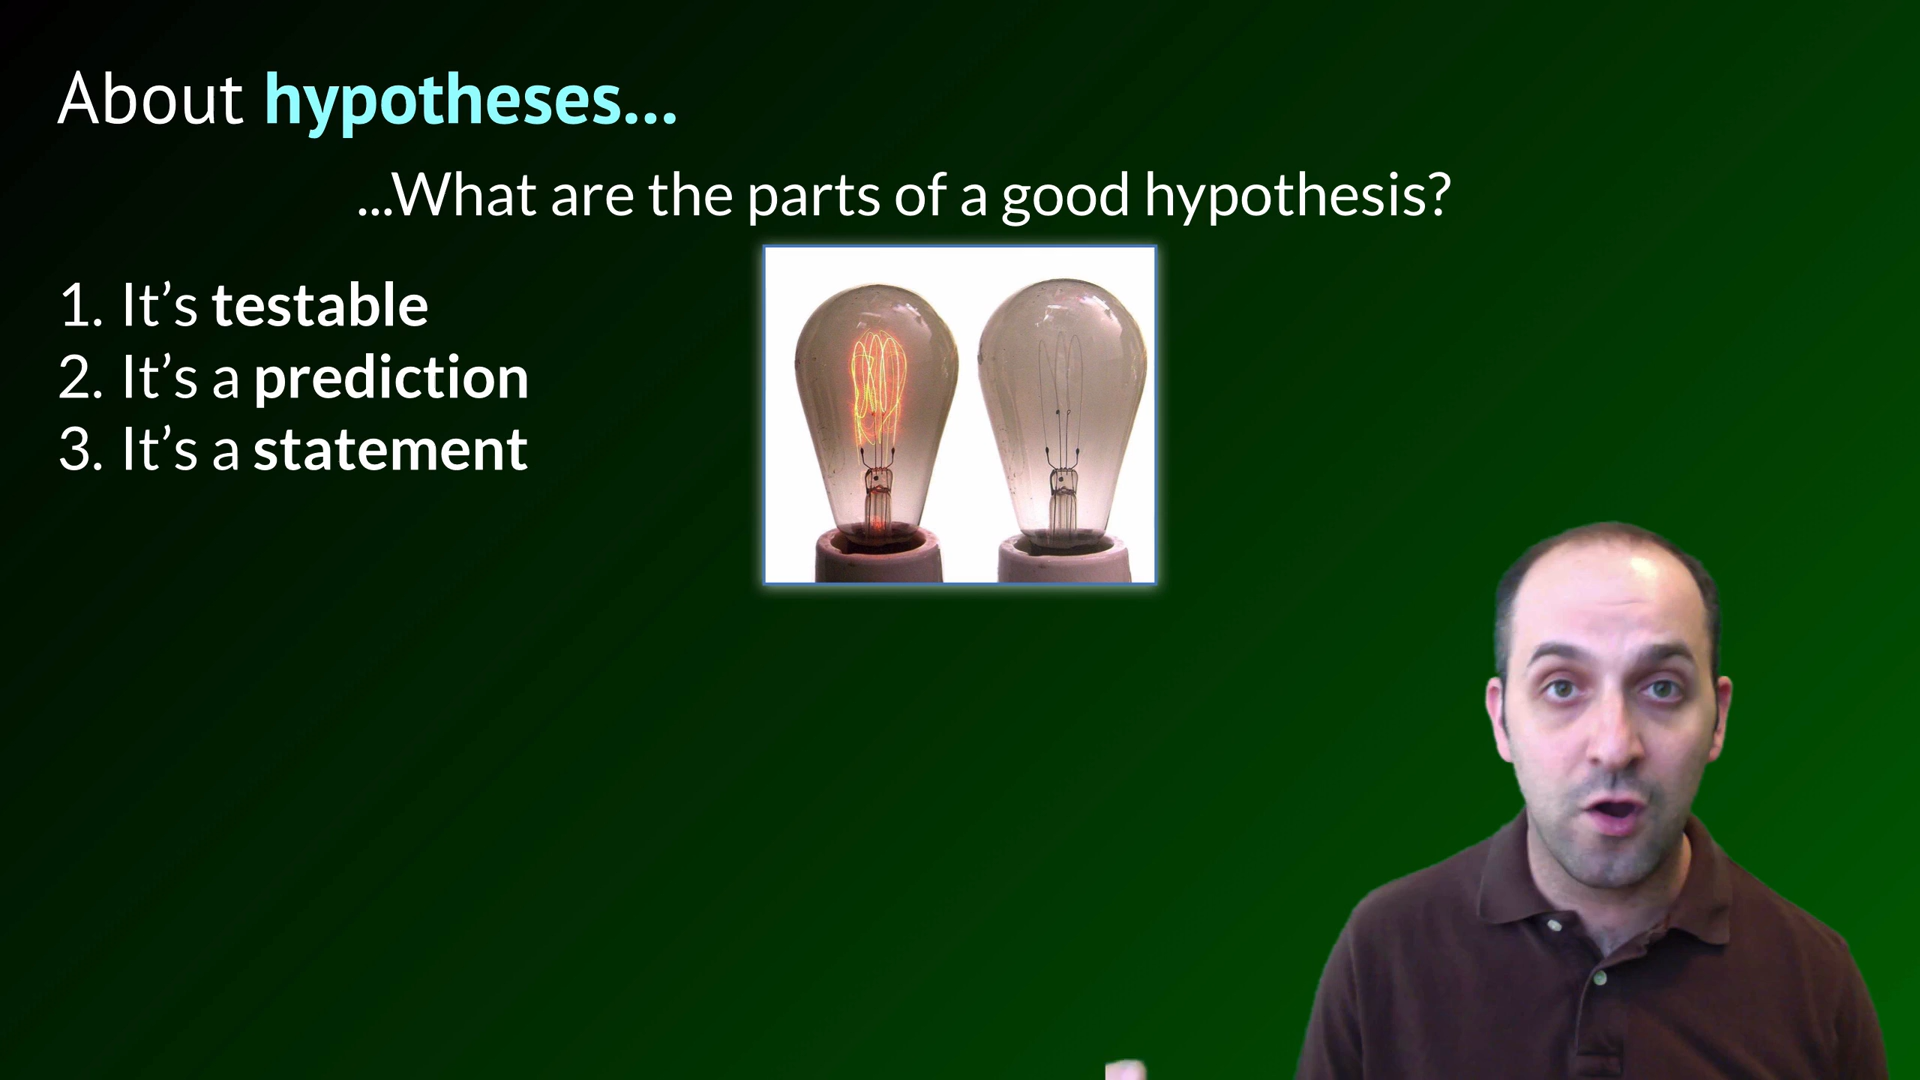 About hypotheses...
...What are the parts of a good hypothesis?
1. It’s testable
2. It’s a prediction
3. It’s a statement